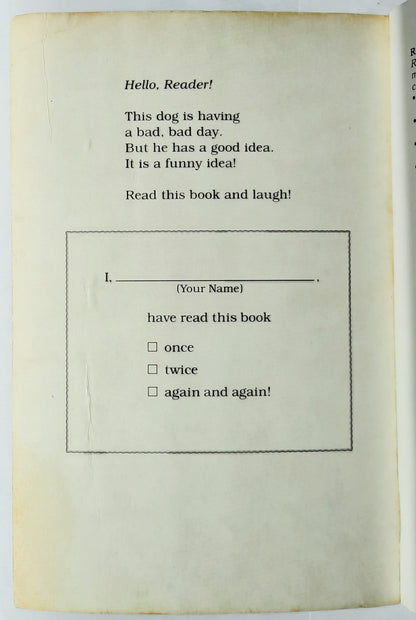 Hello, Reader!
This dog is having
a bad, bad day.
But he has a good idea.
It is a funny idea!
Read this book and laugh!
I, ,
(Your Name)
have read this book
☐ once
☐ twice
☐ again and again!